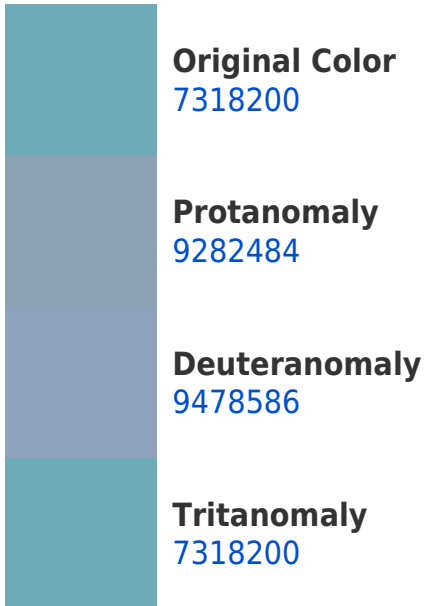 Original Color
7318200
Protanomaly
9282484
Deuteranomaly
9478586
Tritanomaly
7318200